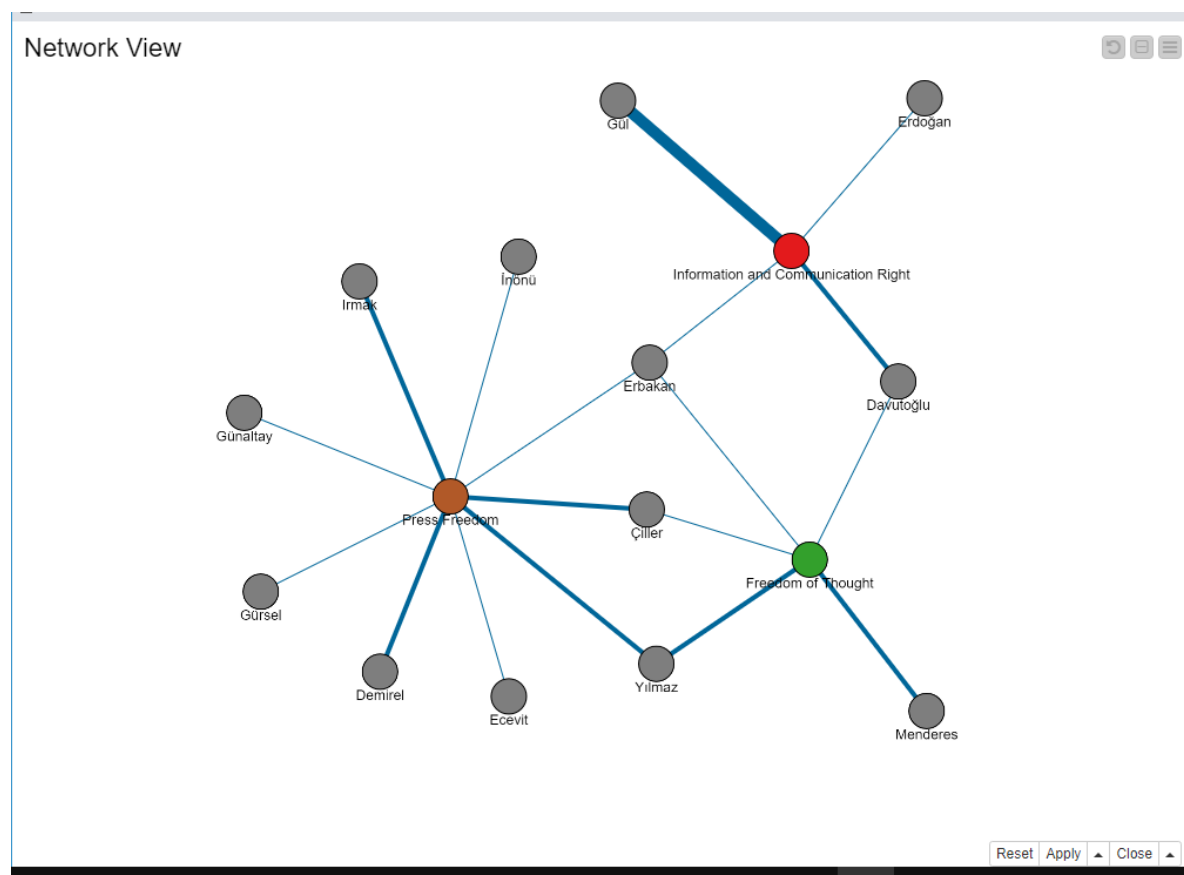 Network View
Gül
Erdoğan
Information and Communication Right
İnönü
Irmak
Erbakan
Davutoğlu
Günaltay
Press Freedom
Çiller
Freedom of Thought
Gürsel
Demirel
Yılmaz
Ecevit
Menderes
Reset Apply Close